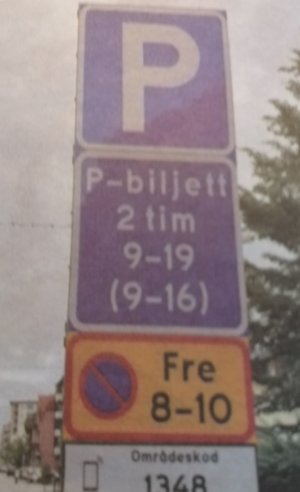 P
P-biljett
2 tim
9-19
(9-16)
Fre
8-10
Områdeskod
1348